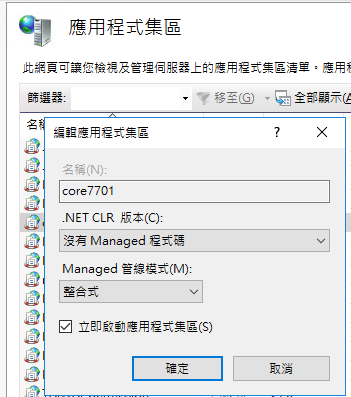 應用程式集區
此網頁可讓您檢視及管理伺服器上的應用程式集區清單。應用
篩選器:
移至(G)
全部顯示(A
名
編輯應用程式集區
名稱(N):
core7701
.NET CLR 版本(C):
沒有 Managed 程式碼
Managed 管線模式(M):
整合式
立即啟動應用程式集區(S)
確定
取消